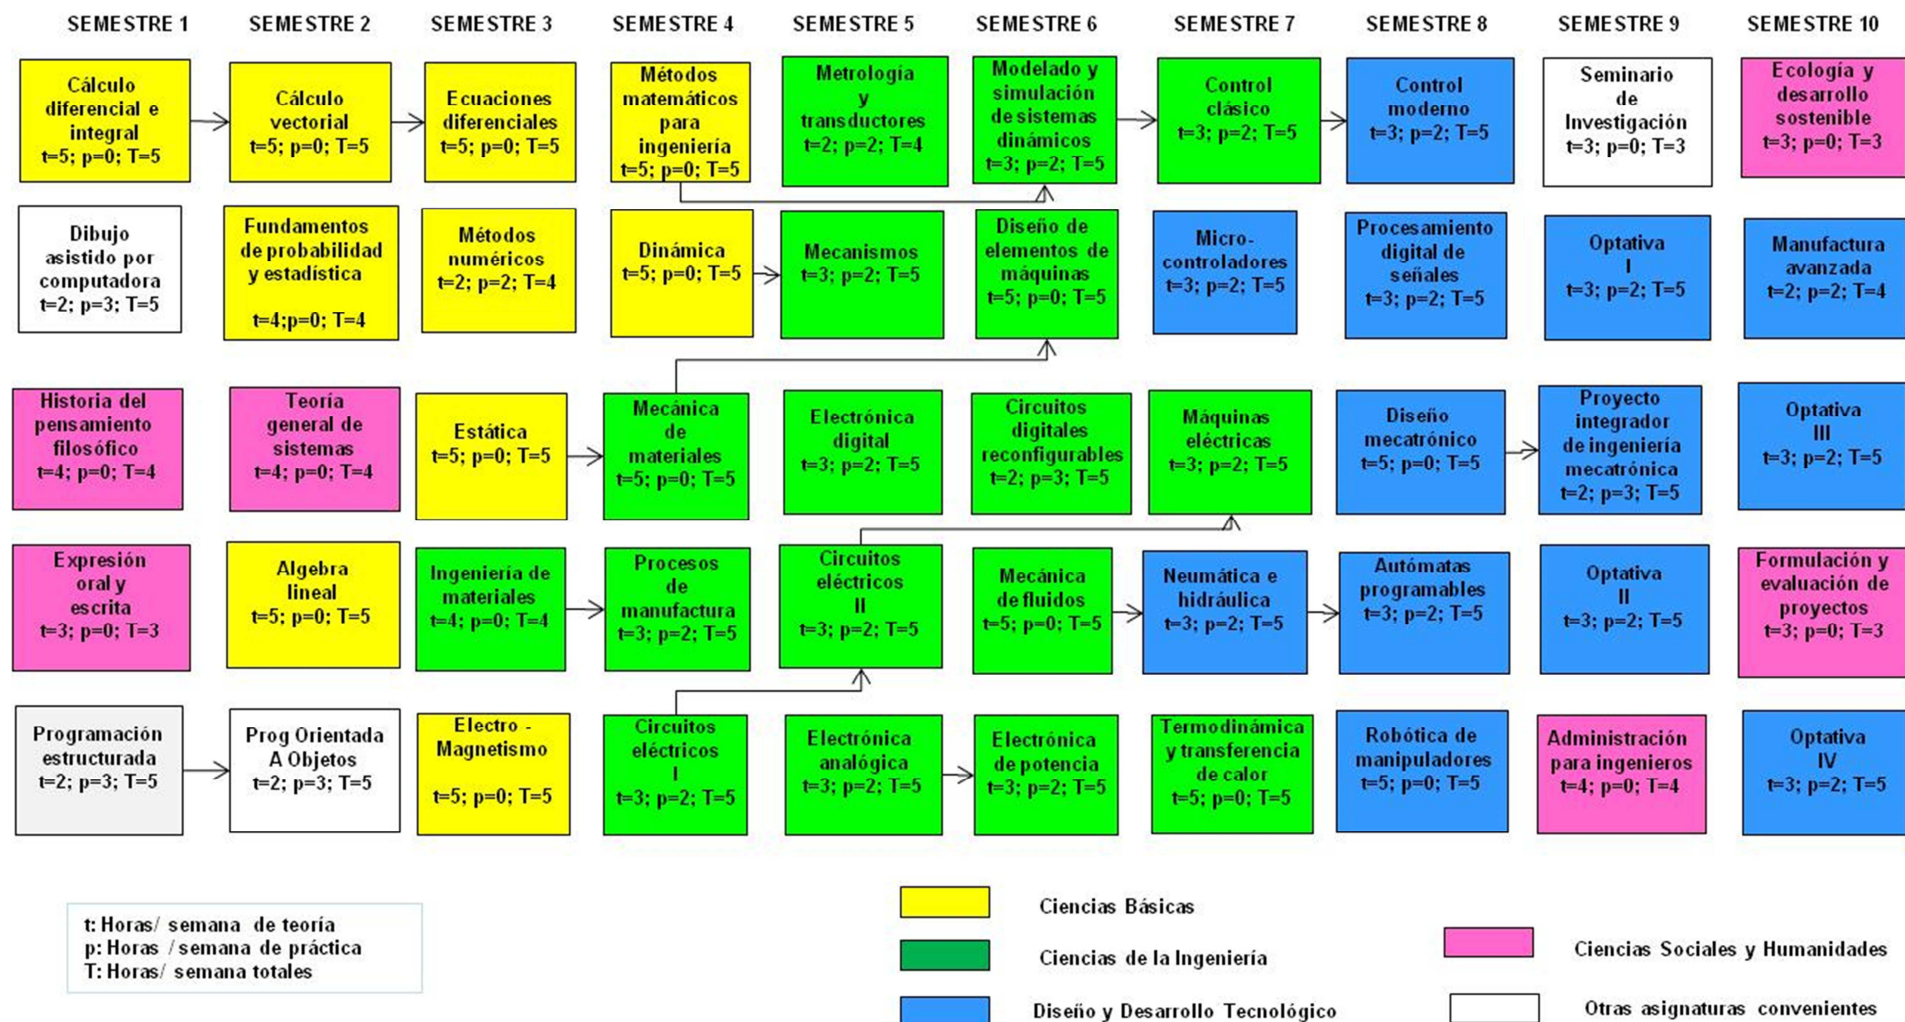 SEMESTRE 1
SEMESTRE 2
SEMESTRE 3
SEMESTRE 4
SEMESTRE 5
SEMESTRE 6
SEMESTRE 7
SEMESTRE 8
SEMESTRE 9
SEMESTRE 10
Cálculo
diferencial e
integral
t=5; p=0; T=5
Cálculo
vectorial
t=5; p=0; T=5
Ecuaciones
diferenciales
t=5; p=0; T=5
Métodos
matemáticos
para
ingeniería
t=5; p=0; T=5
Metrología
y
transductores
t=2; p=2; T=4
Modelado y
simulación
de sistemas
dinámicos
t=3; p=2; T=5
Control
clásico
t=3; p=2; T=5
Control
moderno
t=3; p=2; T=5
Seminario
de
Investigación
t=3; p=0; T=3
Ecología y
desarrollo
sostenible
t=3; p=0; T=3
Dibujo
asistido por
computadora
t=2; p=3; T=5
Fundamentos
de probabilidad
y estadística
t=4;p=0; T=4
Métodos
numéricos
t=2; p=2; T=4
Dinámica
t=5; p=0; T=5
Mecanismos
t=3; p=2; T=5
Diseño de
elementos de
máquinas
t=5; p=0; T=5
Micro-
controladores
t=3; p=2; T=5
Procesamiento
digital de
señales
t=3; p=2; T=5
Optativa
I
t=3; p=2; T=5
Manufactura
avanzada
t=2; p=2; T=4
Historia del
pensamiento
filosófico
t=4; p=0; T=4
Teoría
general de
sistemas
t=4; p=0; T=4
Estática
t=5; p=0; T=5
Mecánica
de
materiales
t=5; p=0; T=5
Electrónica
digital
t=3; p=2; T=5
Circuitos
digitales
reconfigurables
t=2; p=3; T=5
Máquinas
eléctricas
t=3; p=2; T=5
Diseño
mecatrónico
t=5; p=0; T=5
Proyecto
integrador
de ingeniería
mecatrónica
t=2; p=3; T=5
Optativa
III
t=3; p=2; T=5
Expresión
oral y
escrita
t=3; p=0; T=3
Algebra
lineal
t=5; p=0; T=5
Ingeniería de
materiales
t=4; p=0; T=4
Procesos
de
manufactura
t=3; p=2; T=5
Circuitos
eléctricos
II
t=3; p=2; T=5
Mecánica
de fluidos
t=5; p=0; T=5
Neumática e
hidráulica
t=3; p=2; T=5
Autómatas
programables
t=3; p=2; T=5
Optativa
II
t=3; p=2; T=5
Formulación y
evaluación de
proyectos
t=3; p=0; T=3
Programación
estructurada
t=2; p=3; T=5
Prog Orientada
A Objetos
t=2; p=3; T=5
Electro -
Magnetismo
t=5; p=0; T=5
Circuitos
eléctricos
I
t=3; p=2; T=5
Electrónica
analógica
t=3; p=2; T=5
Electrónica
de potencia
t=3; p=2; T=5
Termodinámica
y transferencia
de calor
t=5; p=0; T=5
Robótica de
manipuladores
t=5; p=0; T=5
Administración
para ingenieros
t=4; p=0; T=4
Optativa
IV
t=3; p=2; T=5
t: Horas/ semana de teoría
p: Horas / semana de práctica
T: Horas/ semana totales
Ciencias Básicas
Ciencias de la Ingeniería
Diseño y Desarrollo Tecnológico
Ciencias Sociales y Humanidades
Otras asignaturas convenientes